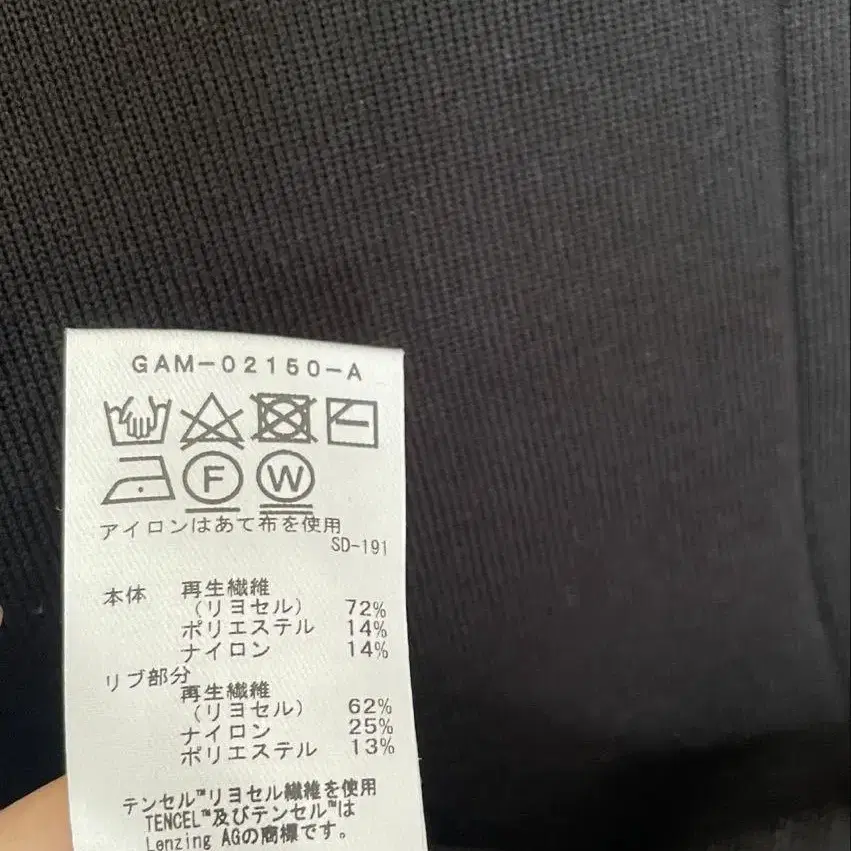 GAM-02150-A
F W
アイロンはあて布を使用
SD-191
本体 再生繊維
(リヨセル) 72%
ポリエステル 14%
ナイロン 14%
リブ部分
再生繊維
(リヨセル) 62%
ナイロン 25%
ポリエステル 13%
テンセル™リヨセル繊維を使用
TENCEL™及びテンセル™は
Lenzing AGの商標です。